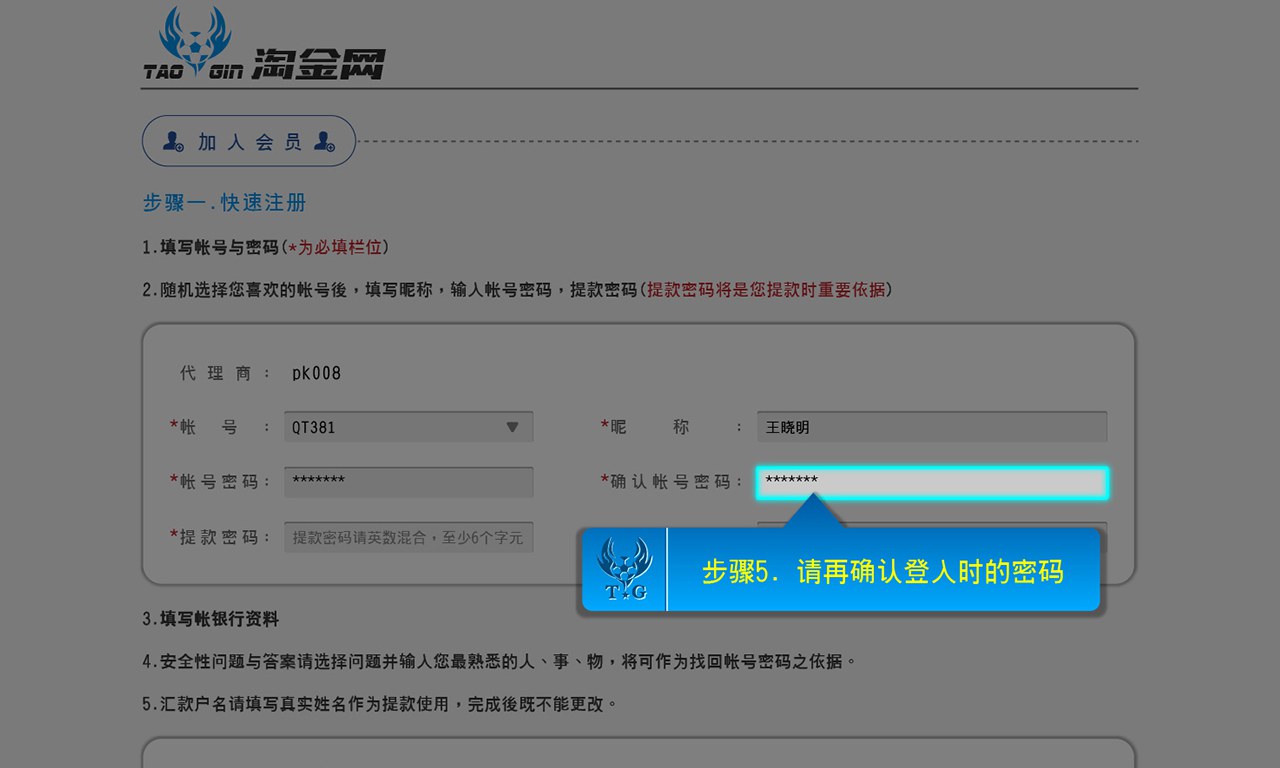 TAO GIN 淘金网
加入会员
步骤一.快速注册
1.填写帐号与密码(*为必填栏位)
2.随机选择您喜欢的帐号後，填写昵称，输入帐号密码，提款密码(提款密码将是您提款时重要依据)
代理商： pk008
*帐号： QT381 ▼ *昵称： 王晓明
*帐号密码： ******* *确认帐号密码： *******
*提款密码： 提款密码请英数混合，至少6个字元
T★G 步骤5. 请再确认登入时的密码
3.填写帐银行资料
4.安全性问题与答案请选择问题并输入您最熟悉的人、事、物，将可作为找回帐号密码之依据。
5.汇款户名请填写真实姓名作为提款使用，完成後既不能更改。